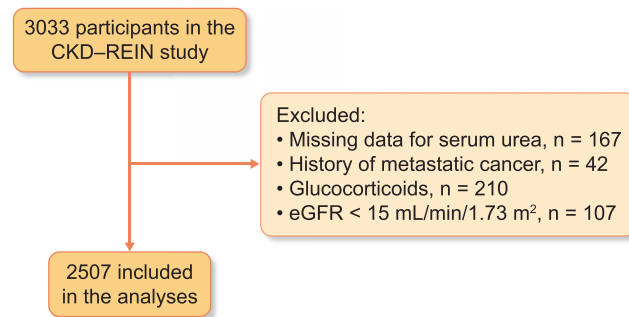 3033 participants in the
CKD–REIN study
Excluded:
• Missing data for serum urea, n = 167
• History of metastatic cancer, n = 42
• Glucocorticoids, n = 210
• eGFR < 15 mL/min/1.73 m², n = 107
2507 included
in the analyses